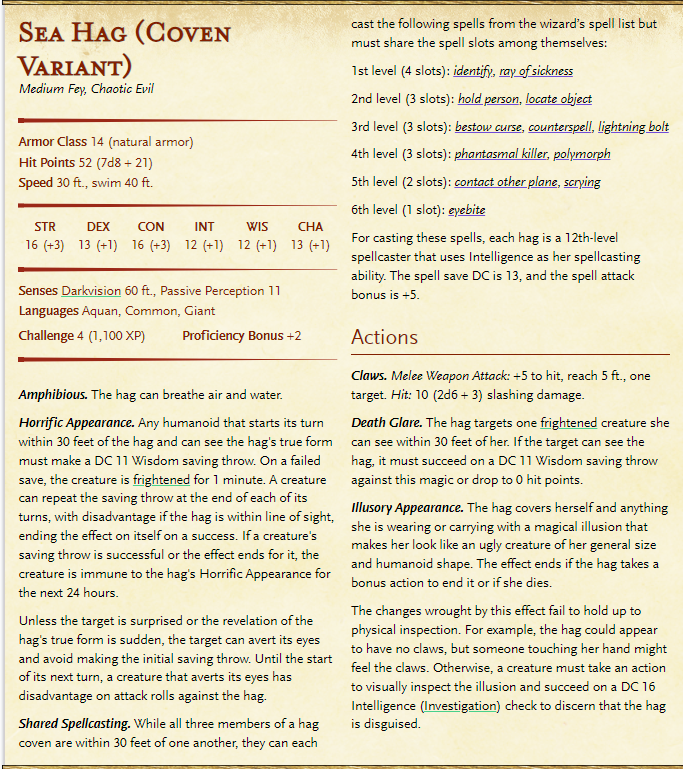 Sea Hag (Coven
Variant)
Medium Fey, Chaotic Evil
Armor Class 14 (natural armor)
Hit Points 52 (7d8 + 21)
Speed 30 ft., swim 40 ft.
STR DEX CON INT WIS CHA
16 (+3) 13 (+1) 16 (+3) 12 (+1) 12 (+1) 13 (+1)
Senses Darkvision 60 ft., Passive Perception 11
Languages Aquan, Common, Giant
Challenge 4 (1,100 XP) Proficiency Bonus +2
Amphibious. The hag can breathe air and water.
Horrific Appearance. Any humanoid that starts its turn
within 30 feet of the hag and can see the hag's true form
must make a DC 11 Wisdom saving throw. On a failed
save, the creature is frightened for 1 minute. A creature
can repeat the saving throw at the end of each of its
turns, with disadvantage if the hag is within line of sight,
ending the effect on itself on a success. If a creature's
saving throw is successful or the effect ends for it, the
creature is immune to the hag's Horrific Appearance for
the next 24 hours.
Unless the target is surprised or the revelation of the
hag's true form is sudden, the target can avert its eyes
and avoid making the initial saving throw. Until the start
of its next turn, a creature that averts its eyes has
disadvantage on attack rolls against the hag.
Shared Spellcasting. While all three members of a hag
coven are within 30 feet of one another, they can each
cast the following spells from the wizard's spell list but
must share the spell slots among themselves:
1st level (4 slots): identify, ray of sickness
2nd level (3 slots): hold person, locate object
3rd level (3 slots): bestow curse, counterspell, lightning bolt
4th level (3 slots): phantasmal killer, polymorph
5th level (2 slots): contact other plane, scrying
6th level (1 slot): eyebite
For casting these spells, each hag is a 12th-level
spellcaster that uses Intelligence as her spellcasting
ability. The spell save DC is 13, and the spell attack
bonus is +5.
Actions
Claws. Melee Weapon Attack: +5 to hit, reach 5 ft., one
target. Hit: 10 (2d6 + 3) slashing damage.
Death Glare. The hag targets one frightened creature she
can see within 30 feet of her. If the target can see the
hag, it must succeed on a DC 11 Wisdom saving throw
against this magic or drop to 0 hit points.
Illusory Appearance. The hag covers herself and anything
she is wearing or carrying with a magical illusion that
makes her look like an ugly creature of her general size
and humanoid shape. The effect ends if the hag takes a
bonus action to end it or if she dies.
The changes wrought by this effect fail to hold up to
physical inspection. For example, the hag could appear
to have no claws, but someone touching her hand might
feel the claws. Otherwise, a creature must take an action
to visually inspect the illusion and succeed on a DC 16
Intelligence (Investigation) check to discern that the hag
is disguised.